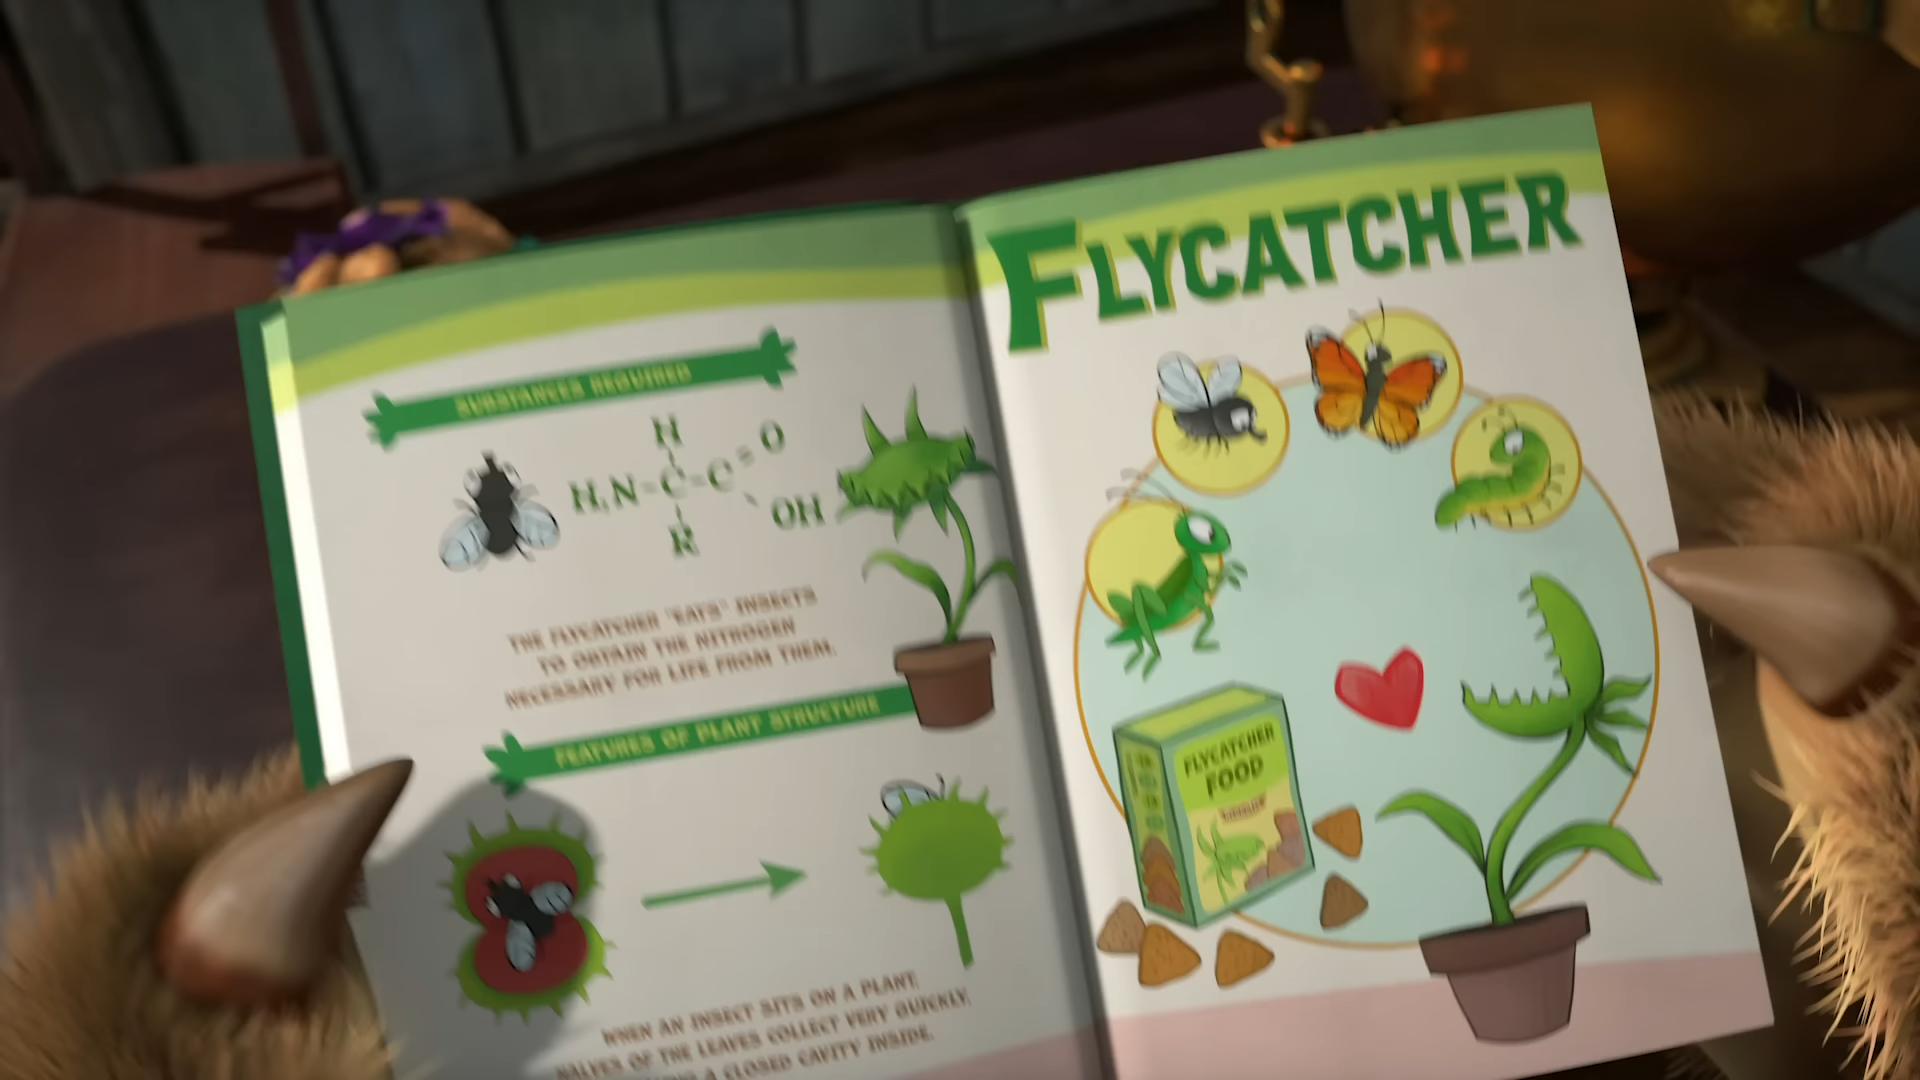 SUBSTANCES REQUIRED
H
O
H₂N-C-C=
OH
R
THE FLYCATCHER "EATS" INSECTS
TO OBTAIN THE NITROGEN
NECESSARY FOR LIFE FROM THEM.
FEATURES OF PLANT STRUCTURE
WHEN AN INSECT SITS ON A PLANT,
HALVES OF THE LEAVES COLLECT VERY QUICKLY,
A CLOSED CAVITY INSIDE.
FLYCATCHER
FLYCATCHER
FOOD